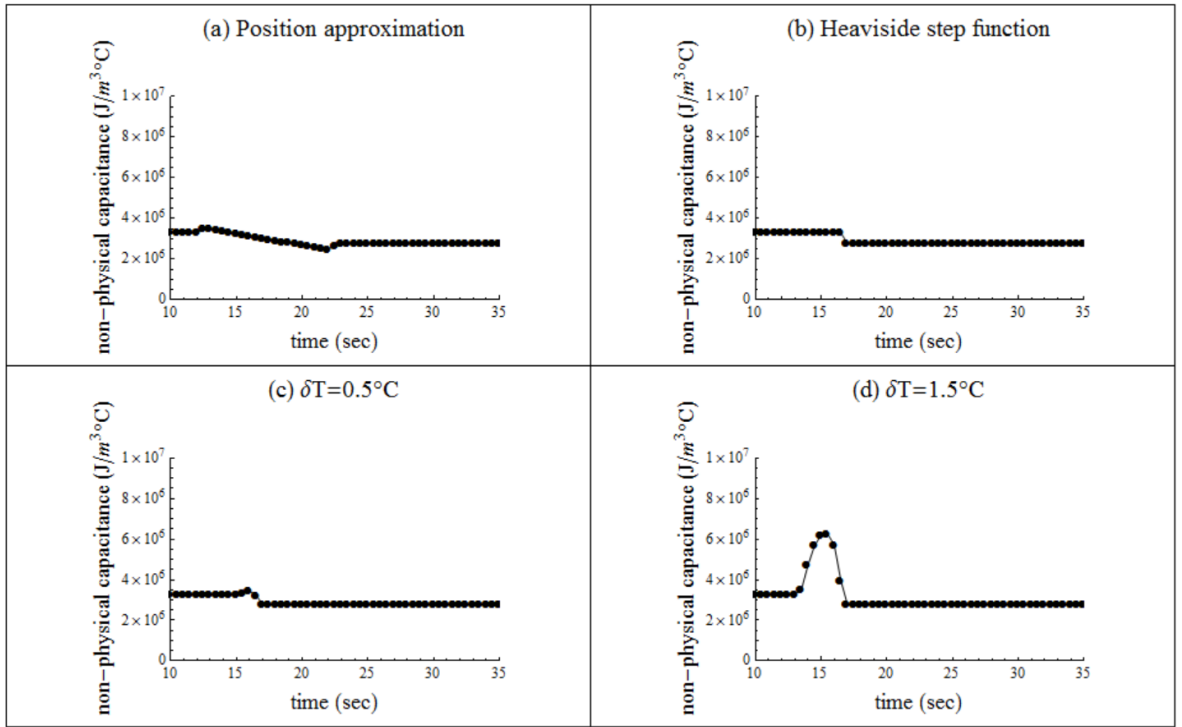 (a) Position approximation
non−physical capacitance (J/m³°C)
1×10⁷
8×10⁶
6×10⁶
4×10⁶
2×10⁶
0
10 15 20 25 30 35
time (sec)
(b) Heaviside step function
non−physical capacitance (J/m³°C)
1×10⁷
8×10⁶
6×10⁶
4×10⁶
2×10⁶
0
10 15 20 25 30 35
time (sec)
(c) δT=0.5°C
non−physical capacitance (J/m³°C)
1×10⁷
8×10⁶
6×10⁶
4×10⁶
2×10⁶
0
10 15 20 25 30 35
time (sec)
(d) δT=1.5°C
non−physical capacitance (J/m³°C)
1×10⁷
8×10⁶
6×10⁶
4×10⁶
2×10⁶
0
10 15 20 25 30 35
time (sec)